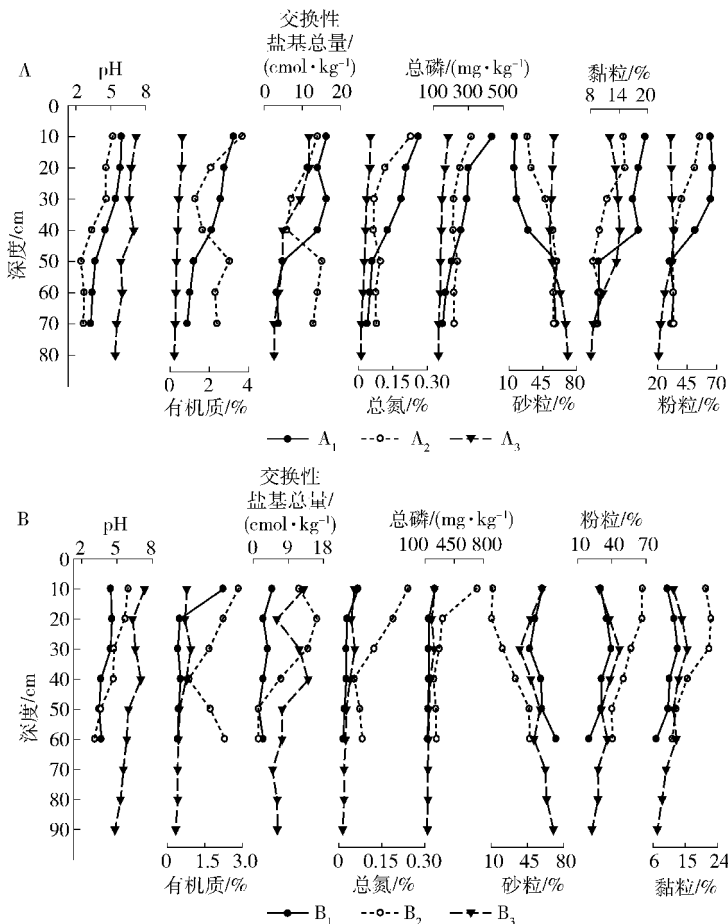 交换性
盐基总量/
A pH (cmol·kg⁻¹) 总磷/(mg·kg⁻¹) 黏粒/%
2 5 8 0 10 20 100 300 500 8 14 20
0
10
20
30
40
50
60
70
80
深度/cm
0 2 4 0 0.15 0.30 10 45 80 20 45 70
有机质/% 总氮/% 砂粒/% 粉粒/%
A₁ A₂ A₃
交换性
盐基总量/
B pH (cmol·kg⁻¹) 总磷/(mg·kg⁻¹) 粉粒/%
2 5 8 0 9 18 100 450 800 10 40 70
0
10
20
30
40
50
60
70
80
90
深度/cm
0 1.5 3.0 0 0.15 0.30 10 45 80 6 15 24
有机质/% 总氮/% 砂粒/% 黏粒/%
B₁ B₂ B₃